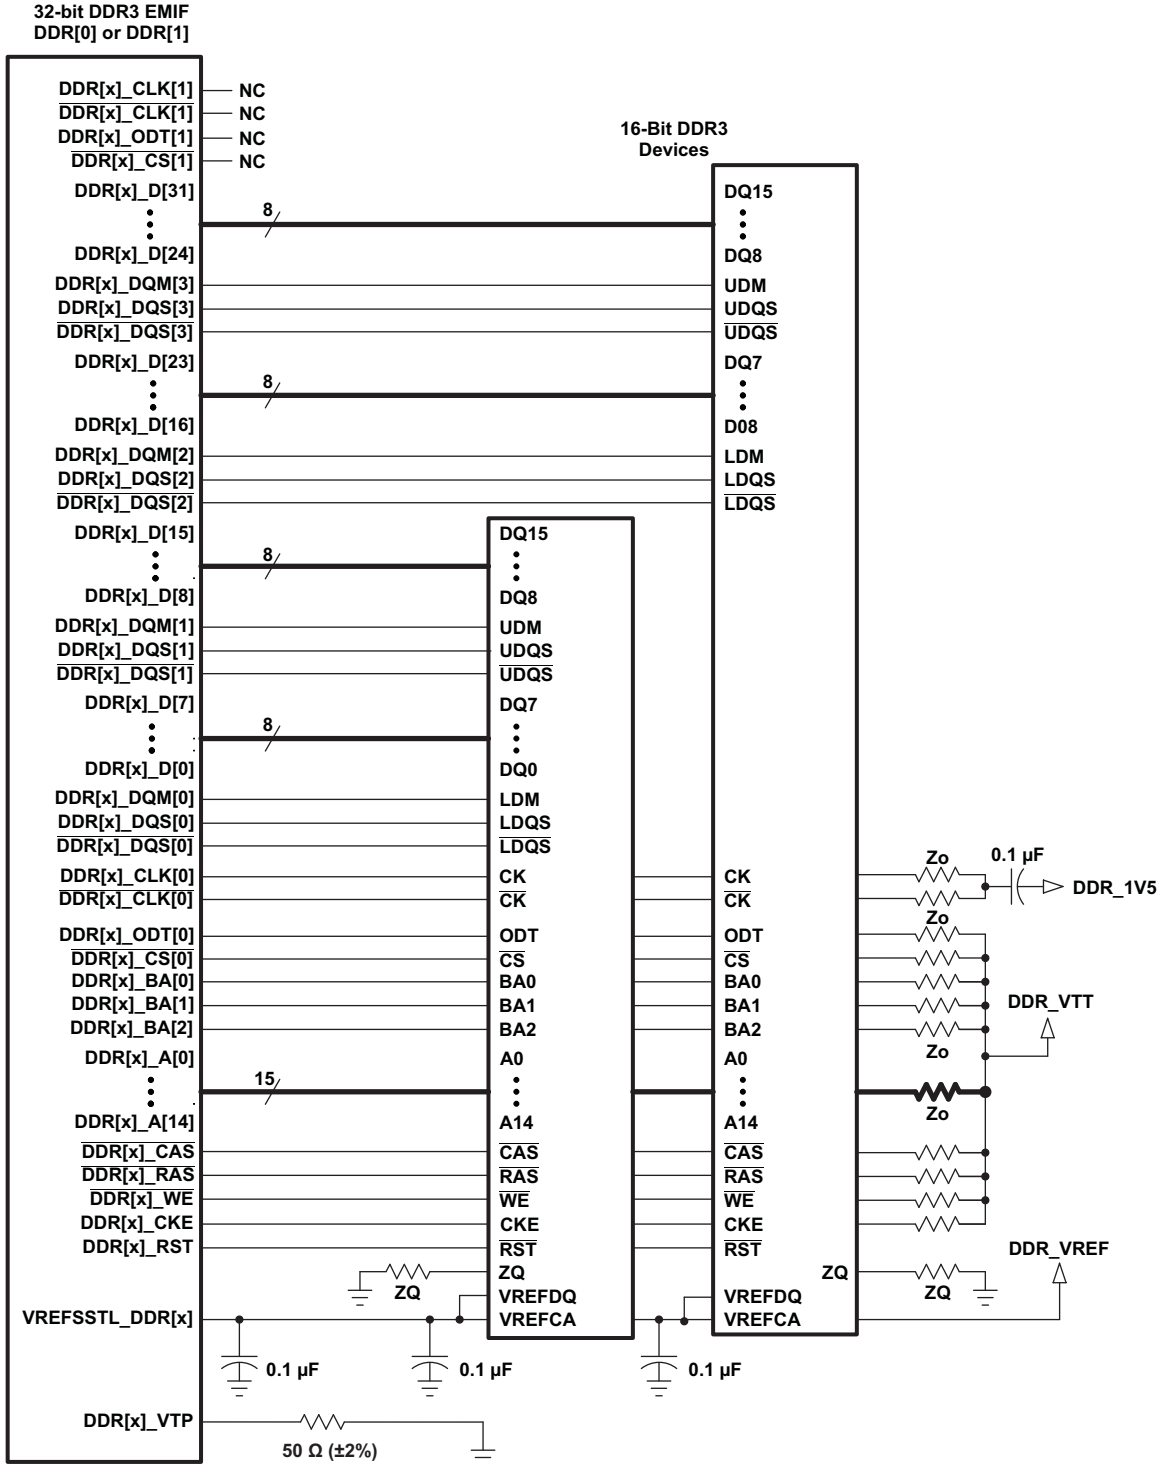 32-bit DDR3 EMIF
DDR[0] or DDR[1]
16-Bit DDR3
Devices
DDR[x]_CLK[1] NC
DDR[x]_CLK[1] NC
DDR[x]_ODT[1] NC
DDR[x]_CS[1] NC
DDR[x]_D[31] DQ15
8
DDR[x]_D[24] DQ8
DDR[x]_DQM[3] UDM
DDR[x]_DQS[3] UDQS
DDR[x]_DQS[3] UDQS
DDR[x]_D[23] DQ7
8
DDR[x]_D[16] D08
DDR[x]_DQM[2] LDM
DDR[x]_DQS[2] LDQS
DDR[x]_DQS[2] LDQS
DDR[x]_D[15] DQ15
8
DDR[x]_D[8] DQ8
DDR[x]_DQM[1] UDM
DDR[x]_DQS[1] UDQS
DDR[x]_DQS[1] UDQS
DDR[x]_D[7] DQ7
8
DDR[x]_D[0] DQ0
DDR[x]_DQM[0] LDM
DDR[x]_DQS[0] LDQS
DDR[x]_DQS[0] LDQS
Zo 0.1 µF
DDR[x]_CLK[0] CK CK
DDR_1V5
DDR[x]_CLK[0] CK CK
Zo
DDR[x]_ODT[0] ODT ODT
DDR[x]_CS[0] CS CS
DDR[x]_BA[0] BA0 BA0
DDR[x]_BA[1] BA1 BA1 DDR_VTT
DDR[x]_BA[2] BA2 BA2
Zo
DDR[x]_A[0] A0 A0
15
Zo
DDR[x]_A[14] A14 A14
DDR[x]_CAS CAS CAS
DDR[x]_RAS RAS RAS
DDR[x]_WE WE WE
DDR[x]_CKE CKE CKE
DDR[x]_RST RST RST DDR_VREF
ZQ ZQ
ZQ ZQ
VREFDQ VREFDQ
VREFSSTL_DDR[x] VREFCA VREFCA
0.1 µF 0.1 µF 0.1 µF
DDR[x]_VTP
50 Ω (±2%)